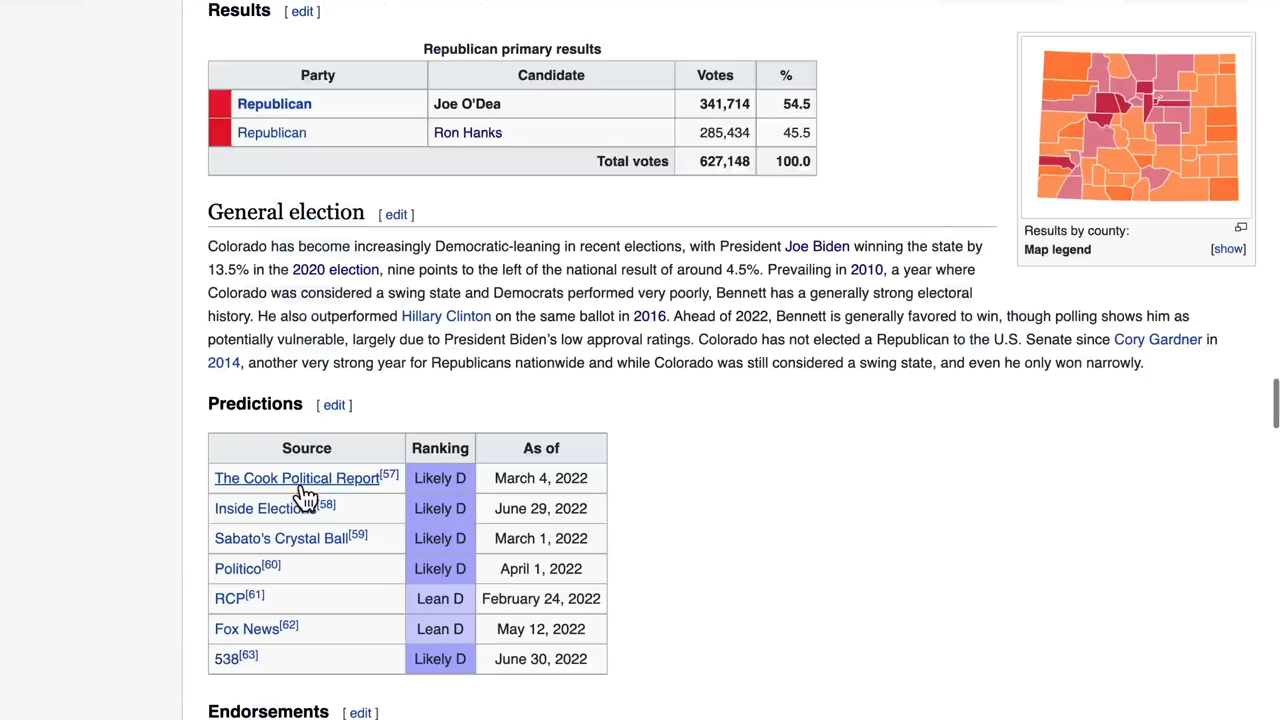 Results [ edit ]
Republican primary results
Party Candidate Votes %
Republican Joe O'Dea 341,714 54.5
Republican Ron Hanks 285,434 45.5
Total votes 627,148 100.0
Results by county:
Map legend [show]
General election [ edit ]
Colorado has become increasingly Democratic-leaning in recent elections, with President Joe Biden winning the state by
13.5% in the 2020 election, nine points to the left of the national result of around 4.5%. Prevailing in 2010, a year where
Colorado was considered a swing state and Democrats performed very poorly, Bennett has a generally strong electoral
history. He also outperformed Hillary Clinton on the same ballot in 2016. Ahead of 2022, Bennet is generally favored to win, though polling shows him as
potentially vulnerable, largely due to President Biden's low approval ratings. Colorado has not elected a Republican to the U.S. Senate since Cory Gardner in
2014, another very strong year for Republicans nationwide and while Colorado was still considered a swing state, and even he only won narrowly.
Predictions [ edit ]
Source Ranking As of
The Cook Political Report[57] Likely D March 4, 2022
Inside [58] Likely D June 29, 2022
Sabato's Crystal Ball[59] Likely D March 1, 2022
Politico[60] Likely D April 1, 2022
RCP[61] Lean D February 24, 2022
Fox News[62] Lean D May 12, 2022
538[63] Likely D June 30, 2022
Endorsements [ edit ]